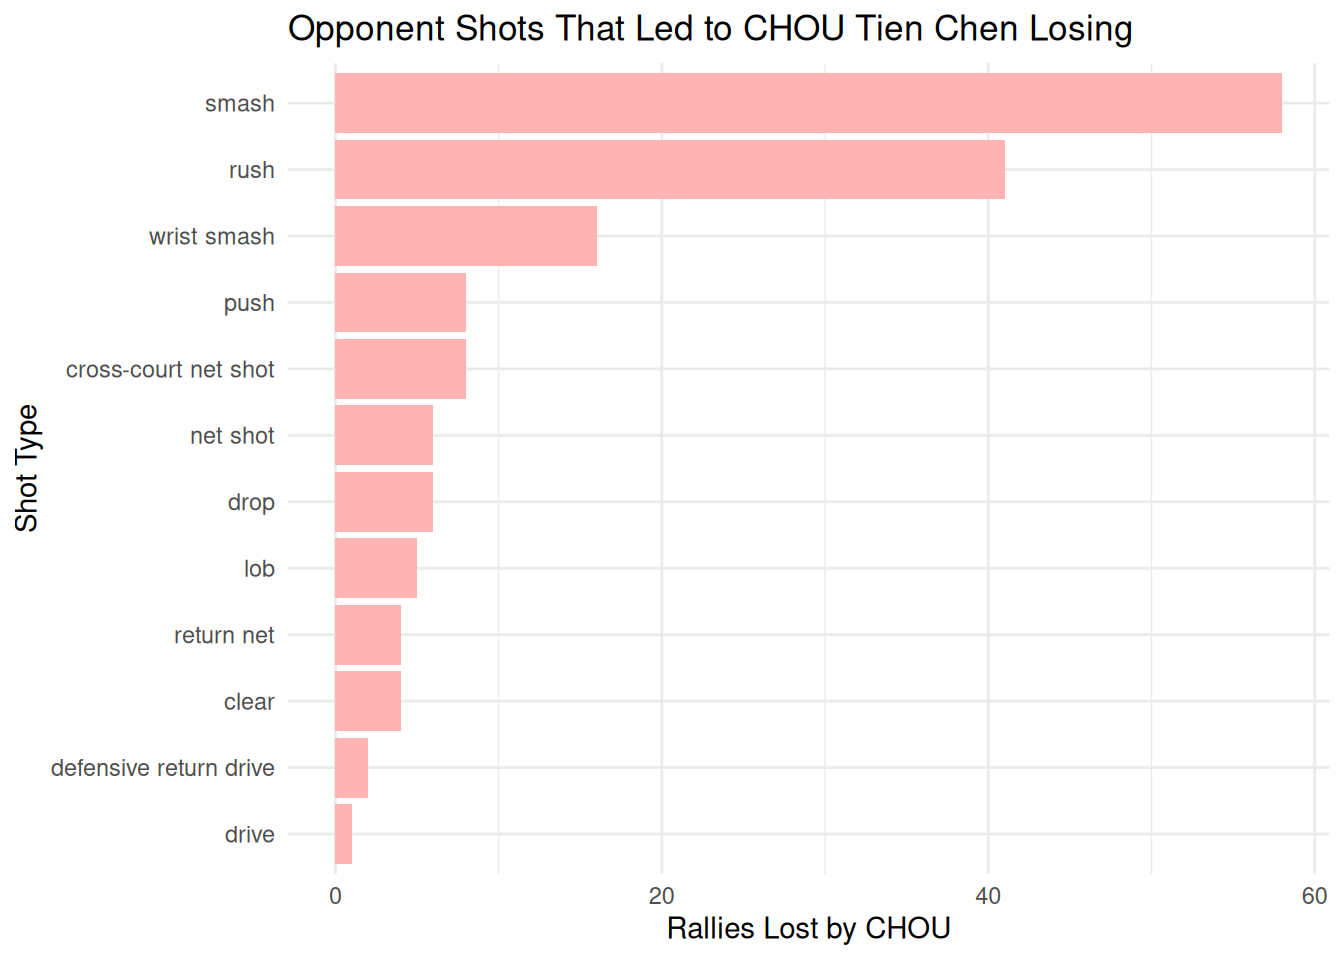 Opponent Shots That Led to CHOU Tien Chen Losing
Shot Type
smash
rush
wrist smash
push
cross-court net shot
net shot
drop
lob
return net
clear
defensive return drive
drive
0 20 40 60
Rallies Lost by CHOU